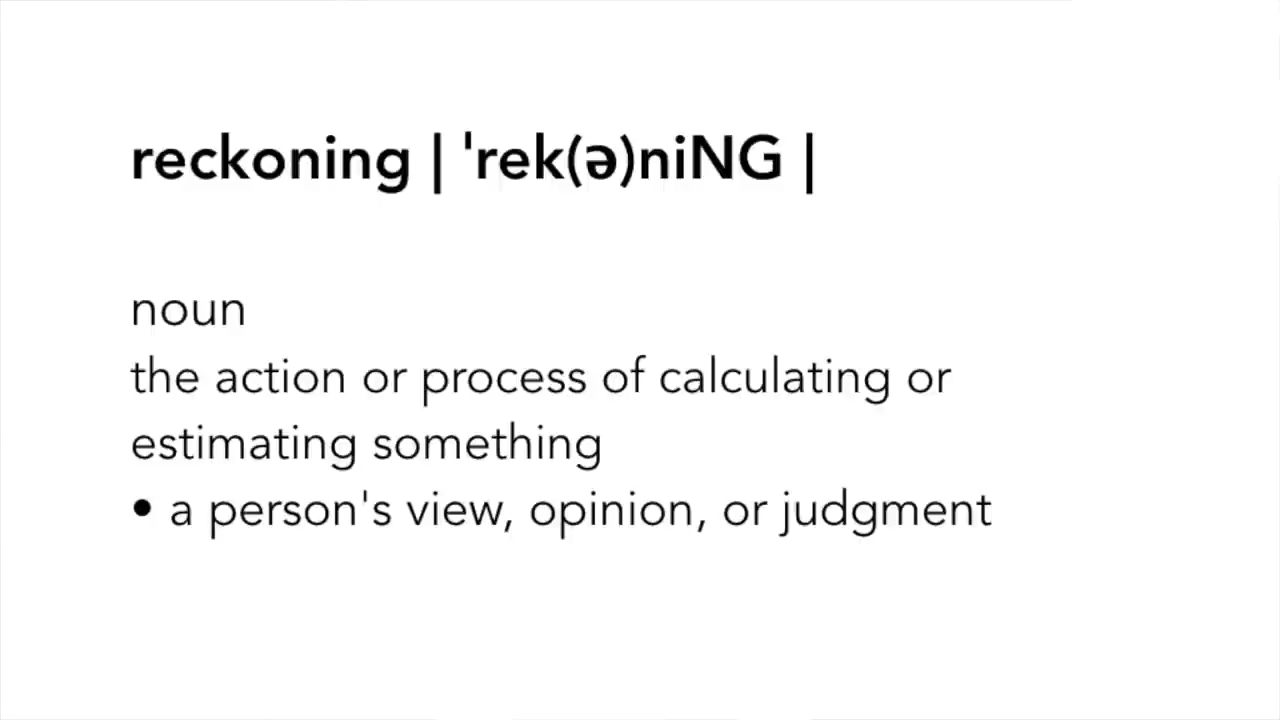 reckoning | ˈrek(ə)niNG |
noun
the action or process of calculating or
estimating something
• a person's view, opinion, or judgment